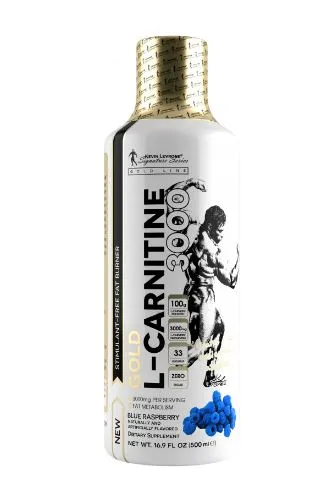 KEVIN LEVRONE
Signature Series
GOLD LINE
GOLD
L-CARNITINE
3000
STIMULANT-FREE FAT BURNER
NEW
100g
3000mg
33
ZERO
3000mg PER SERVING
FAT METABOLISM
BLUE RASPBERRY
NATURALLY AND
ARTIFICIALLY FLAVORED
DIETARY SUPPLEMENT
NET WT. 16.9 FL OZ (500 ml ℮)